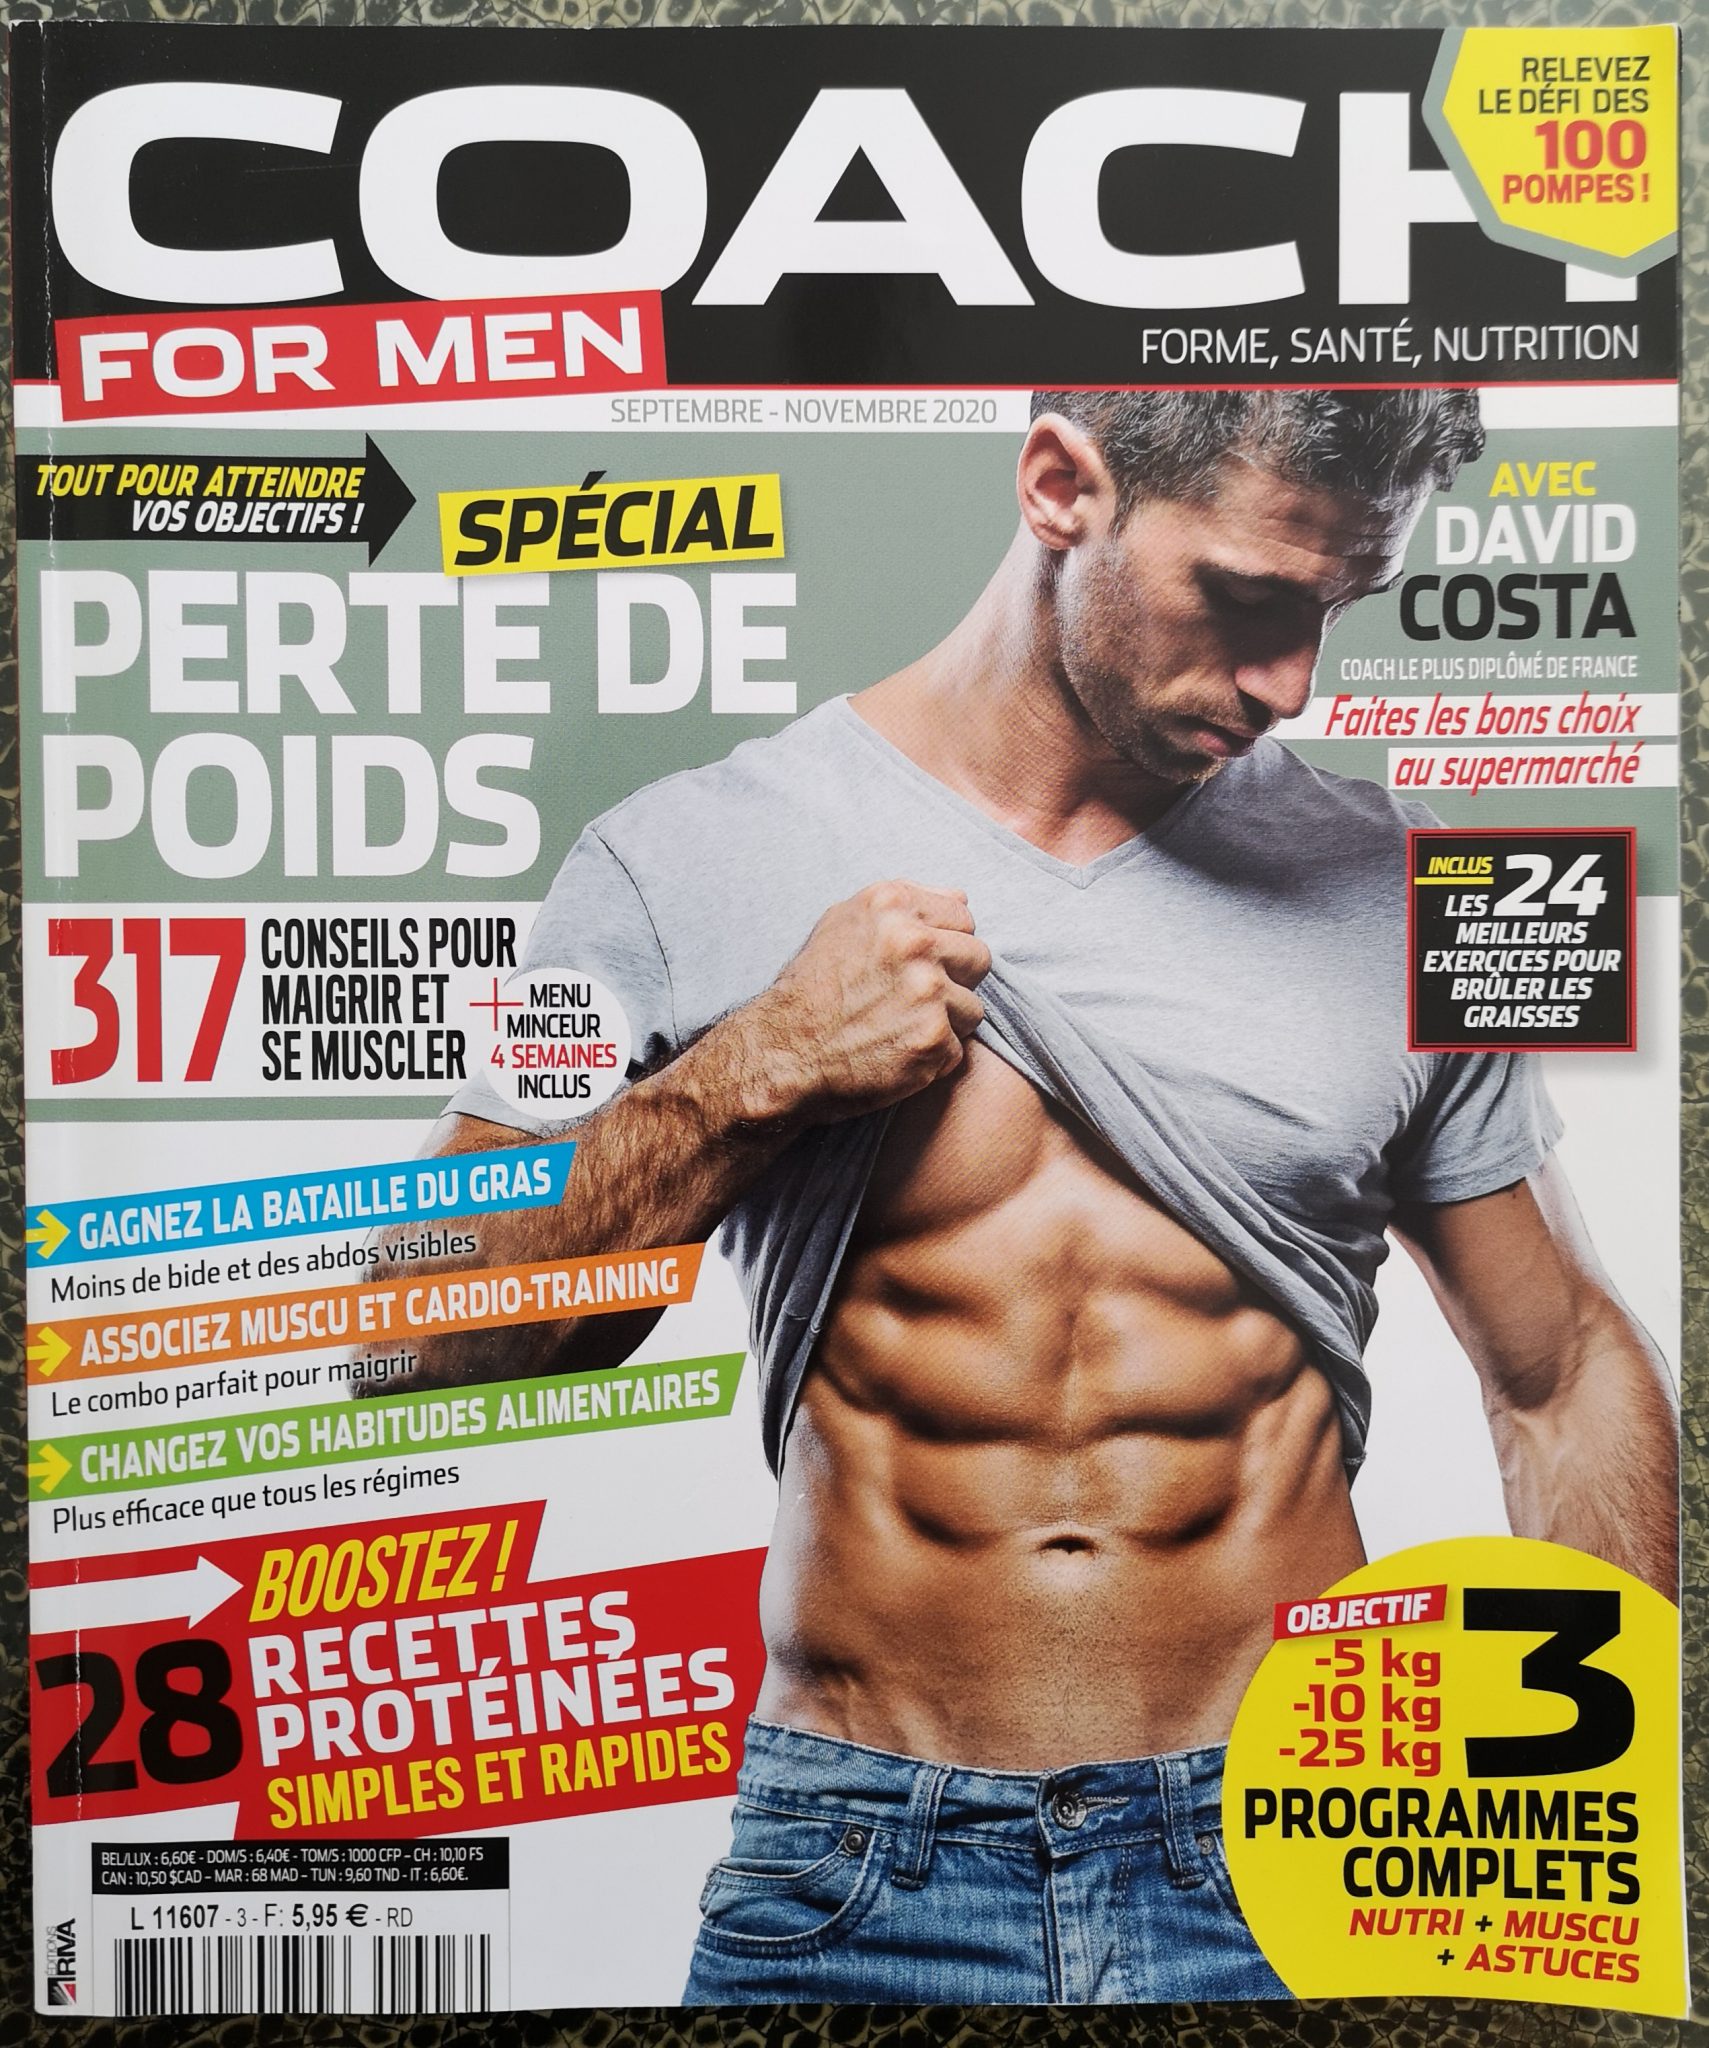 COACH
FOR MEN
RELEVEZ
LE DÉFI DES
100
POMPES !
FORME, SANTÉ, NUTRITION
SEPTEMBRE - NOVEMBRE 2020
TOUT POUR ATTEINDRE
VOS OBJECTIFS !
SPÉCIAL
PERTE DE
POIDS
AVEC
DAVID
COSTA
COACH LE PLUS DIPLÔMÉ DE FRANCE
Faites les bons choix
au supermarché
317
CONSEILS POUR
MAIGRIR ET
SE MUSCLER
+ MENU
MINCEUR
4 SEMAINES
INCLUS
INCLUS
LES 24
MEILLEURS
EXERCICES POUR
BRÛLER LES
GRAISSES
GAGNEZ LA BATAILLE DU GRAS
Moins de bide et des abdos visibles
ASSOCIEZ MUSCU ET CARDIO-TRAINING
Le combo parfait pour maigrir
CHANGEZ VOS HABITUDES ALIMENTAIRES
Plus efficace que tous les régimes
BOOSTEZ !
28
RECETTES
PROTÉINÉES
SIMPLES ET RAPIDES
OBJECTIF
-5 kg
-10 kg
-25 kg
3
PROGRAMMES
COMPLETS
NUTRI + MUSCU
+ ASTUCES
BEL/LUX : 6,60€ - DOM/S : 6,40€ - TOM/S : 1000 CFP – CH : 10,10 FS
CAN : 10,50 $CAD – MAR : 68 MAD – TUN : 9,60 TND - IT : 6,60€.
L 11607 - 3 - F: 5,95 € - RD
ÉDITIONS
RIVA